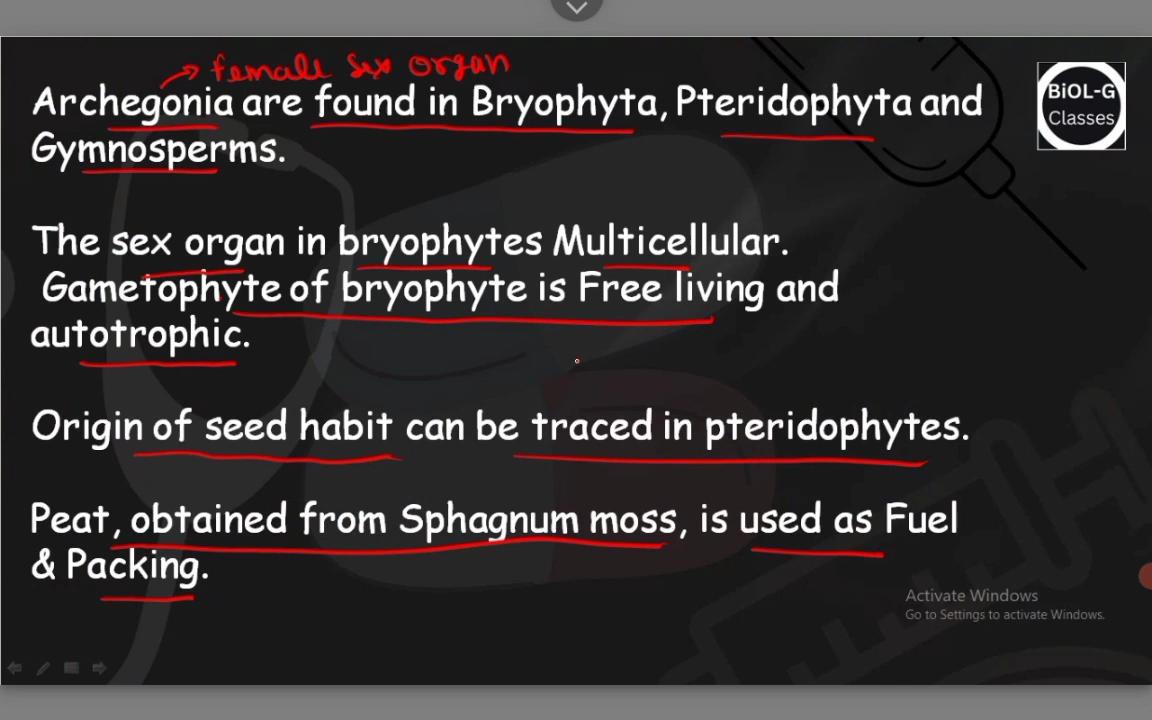 female sex organ
Archegonia are found in Bryophyta, Pteridophyta and
Gymnosperms.
BiOL-G
Classes
The sex organ in bryophytes Multicellular.
Gametophyte of bryophyte is Free living and
autotrophic.
Origin of seed habit can be traced in pteridophytes.
Peat, obtained from Sphagnum moss, is used as Fuel
& Packing.
Activate Windows
Go to Settings to activate Windows.